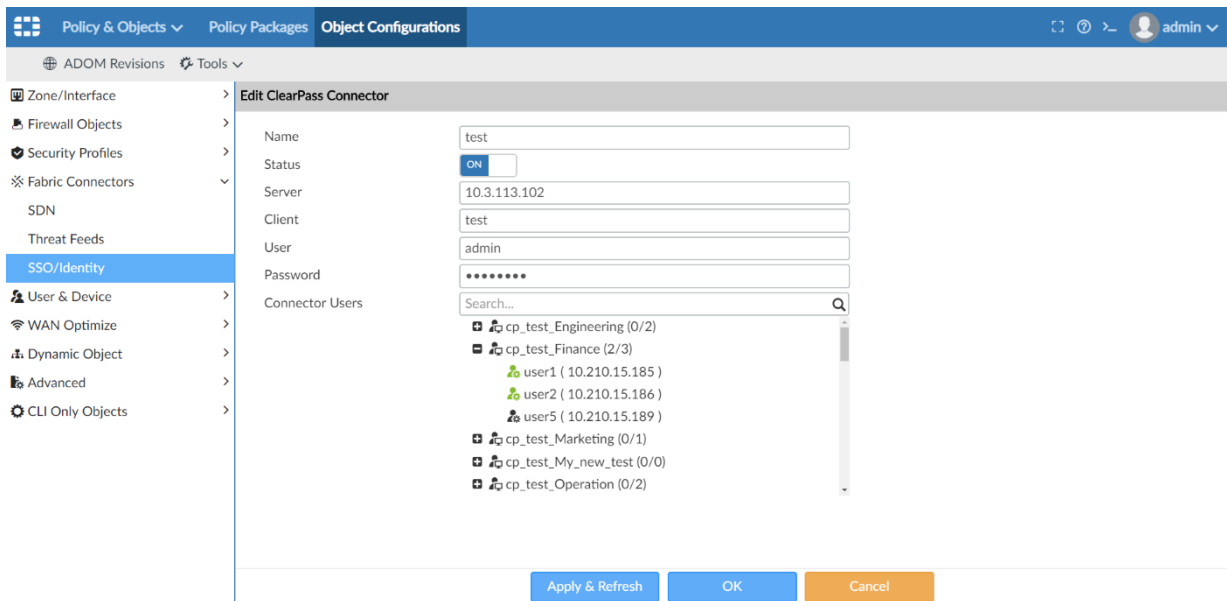 Policy & Objects Policy Packages Object Configurations admin
ADOM Revisions Tools
Zone/Interface
Firewall Objects
Security Profiles
Fabric Connectors
SDN
Threat Feeds
SSO/Identity
User & Device
WAN Optimize
Dynamic Object
Advanced
CLI Only Objects
Edit ClearPass Connector
Name test
Status ON
Server 10.3.113.102
Client test
User admin
Password ••••••••
Connector Users Search...
cp_test_Engineering (0/2)
cp_test_Finance (2/3)
user1 ( 10.210.15.185 )
user2 ( 10.210.15.186 )
user5 ( 10.210.15.189 )
cp_test_Marketing (0/1)
cp_test_My_new_test (0/0)
cp_test_Operation (0/2)
Apply & Refresh OK Cancel